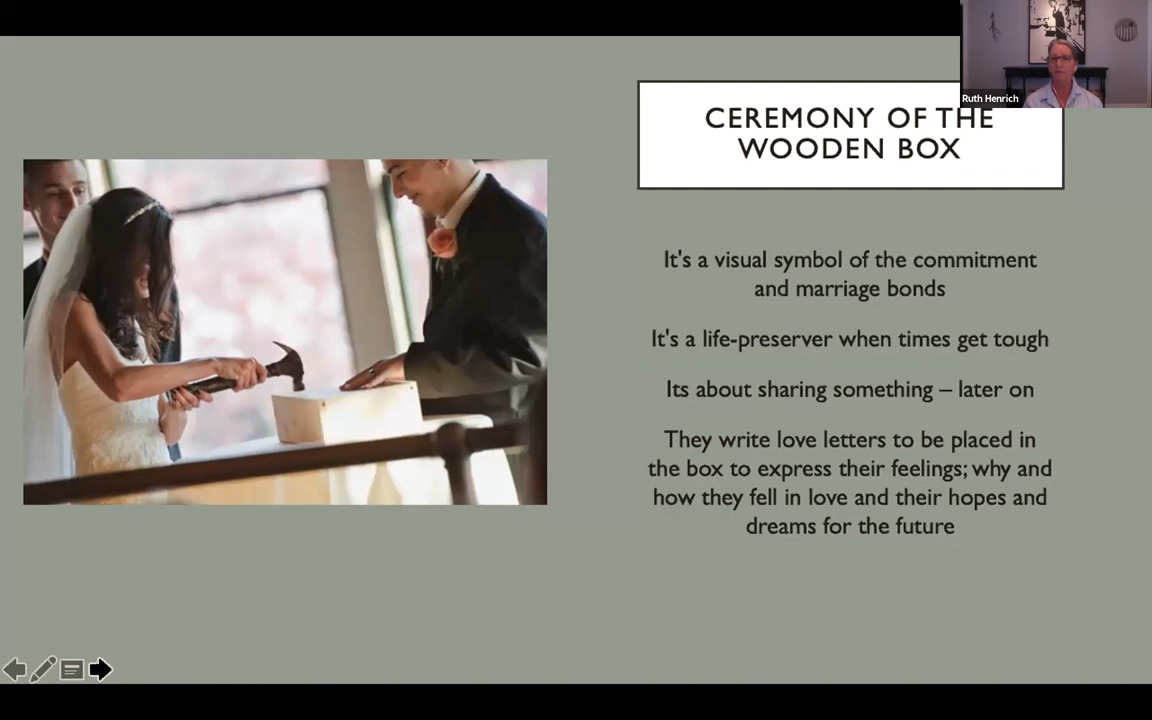 Ruth Henrich
CEREMONY OF THE
WOODEN BOX
It's a visual symbol of the commitment
and marriage bonds
It's a life-preserver when times get tough
Its about sharing something – later on
They write love letters to be placed in
the box to express their feelings; why and
how they fell in love and their hopes and
dreams for the future